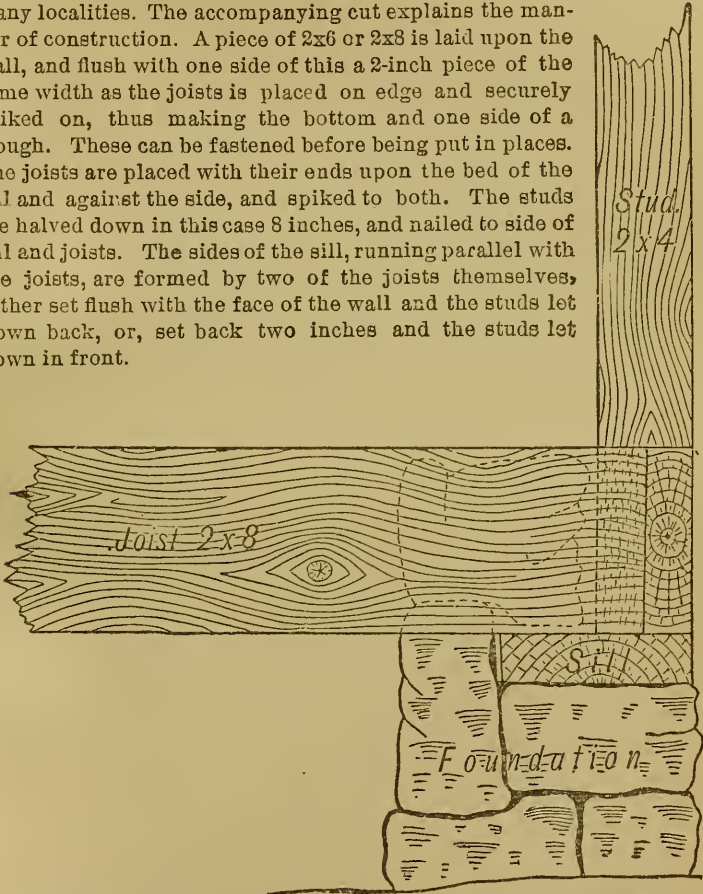 any localities. The accompanying cut explains the man-
r of construction. A piece of 2x6 or 2x8 is laid upon the
all, and flush with one side of this a 2-inch piece of the
me width as the joists is placed on edge and securely
iked on, thus making the bottom and one side of a
ough. These can be fastened before being put in places.
he joists are placed with their ends upon the bed of the
ll and against the side, and spiked to both. The studs
e halved down in this case 8 inches, and nailed to side of
ll and joists. The sides of the sill, running parallel with
e joists, are formed by two of the joists themselves,
ther set flush with the face of the wall and the studs let
own back, or, set back two inches and the studs let
own in front.
Stud.
2x4
Joist 2x8
Sill
Foundation